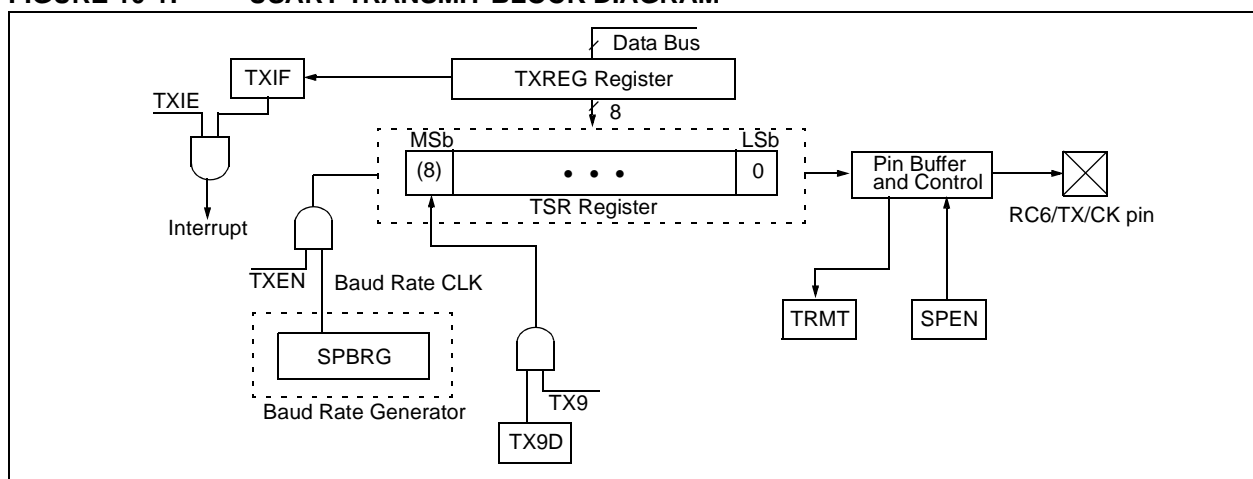 FIGURE USART TRANSMIT BLOCK DIAGRAM
Data Bus
TXIF
TXREG Register
TXIE
8
MSb
LSb
(8)
• • •
0
Pin Buffer
and Control
TSR Register
RC6/TX/CK pin
Interrupt
TXEN
Baud Rate CLK
TRMT
SPEN
SPBRG
Baud Rate Generator
TX9
TX9D